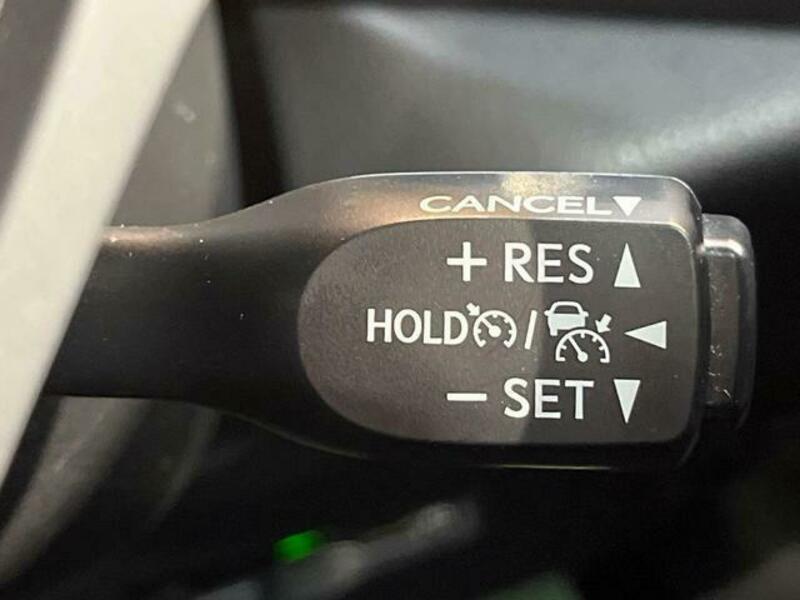 CANCEL▼
+ RES ▲
HOLD / ◀
− SET ▼